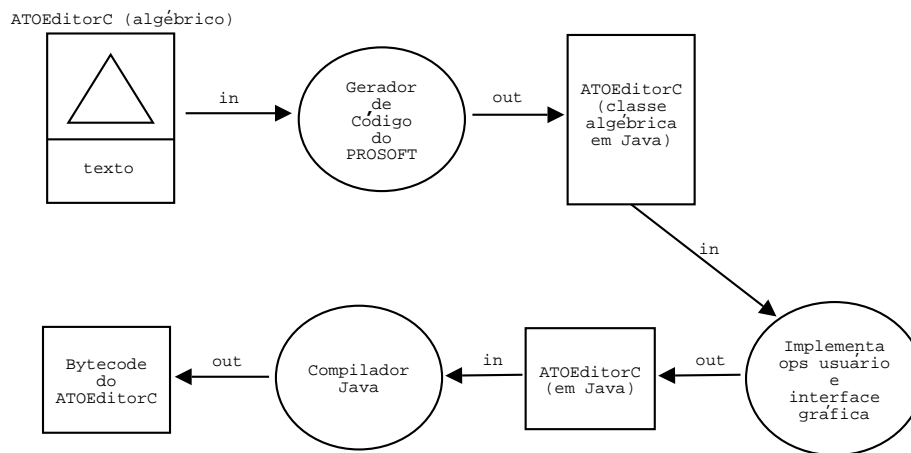 ATOEditorC (algébrico)
texto
in
Gerador
de
Código
do
PROSOFT
out
ATOEditorC
(classe
algébrica
em Java)
in
Implementa
ops usuário
e
interface
gráfica
out
ATOEditorC
(em Java)
in
Compilador
Java
out
Bytecode
do
ATOEditorC